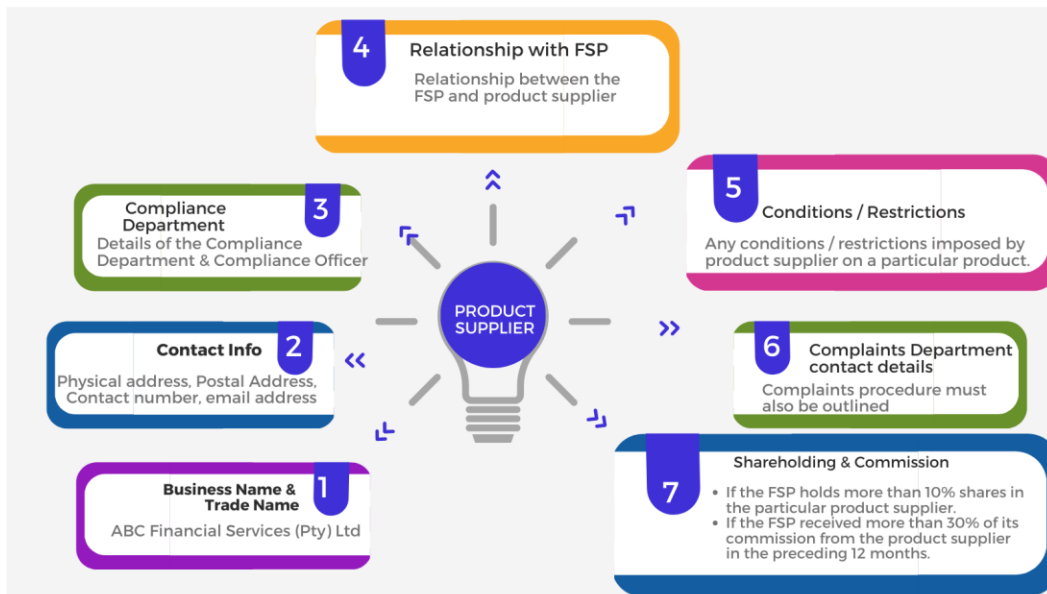 4
Relationship with FSP
Relationship between the
FSP and product supplier
3
Compliance
Department
Details of the Compliance
Department & Compliance Officer
5
Conditions / Restrictions
Any conditions / restrictions imposed by
product supplier on a particular product.
PRODUCT
SUPPLIER
2
Contact Info
Physical address, Postal Address,
Contact number, email address
6
Complaints Department
contact details
Complaints procedure must
also be outlined
1
Business Name &
Trade Name
ABC Financial Services (Pty) Ltd
7
Shareholding & Commission
• If the FSP holds more than 10% shares in
the particular product supplier.
• If the FSP received more than 30% of its
commission from the product supplier
in the preceding 12 months.